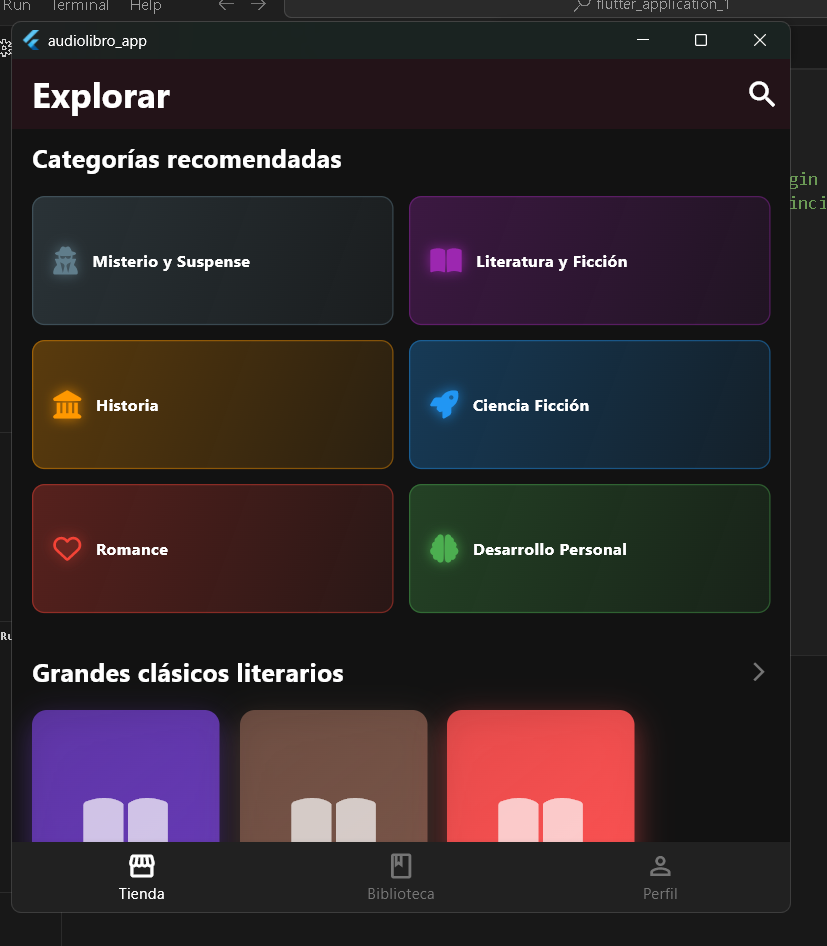 Run Terminal Help
flutter_application_1
audiolibro_app
Explorar
Categorías recomendadas
Misterio y Suspense
Literatura y Ficción
Historia
Ciencia Ficción
Romance
Desarrollo Personal
Grandes clásicos literarios
Tienda
Biblioteca
Perfil
gin
inci
Ru